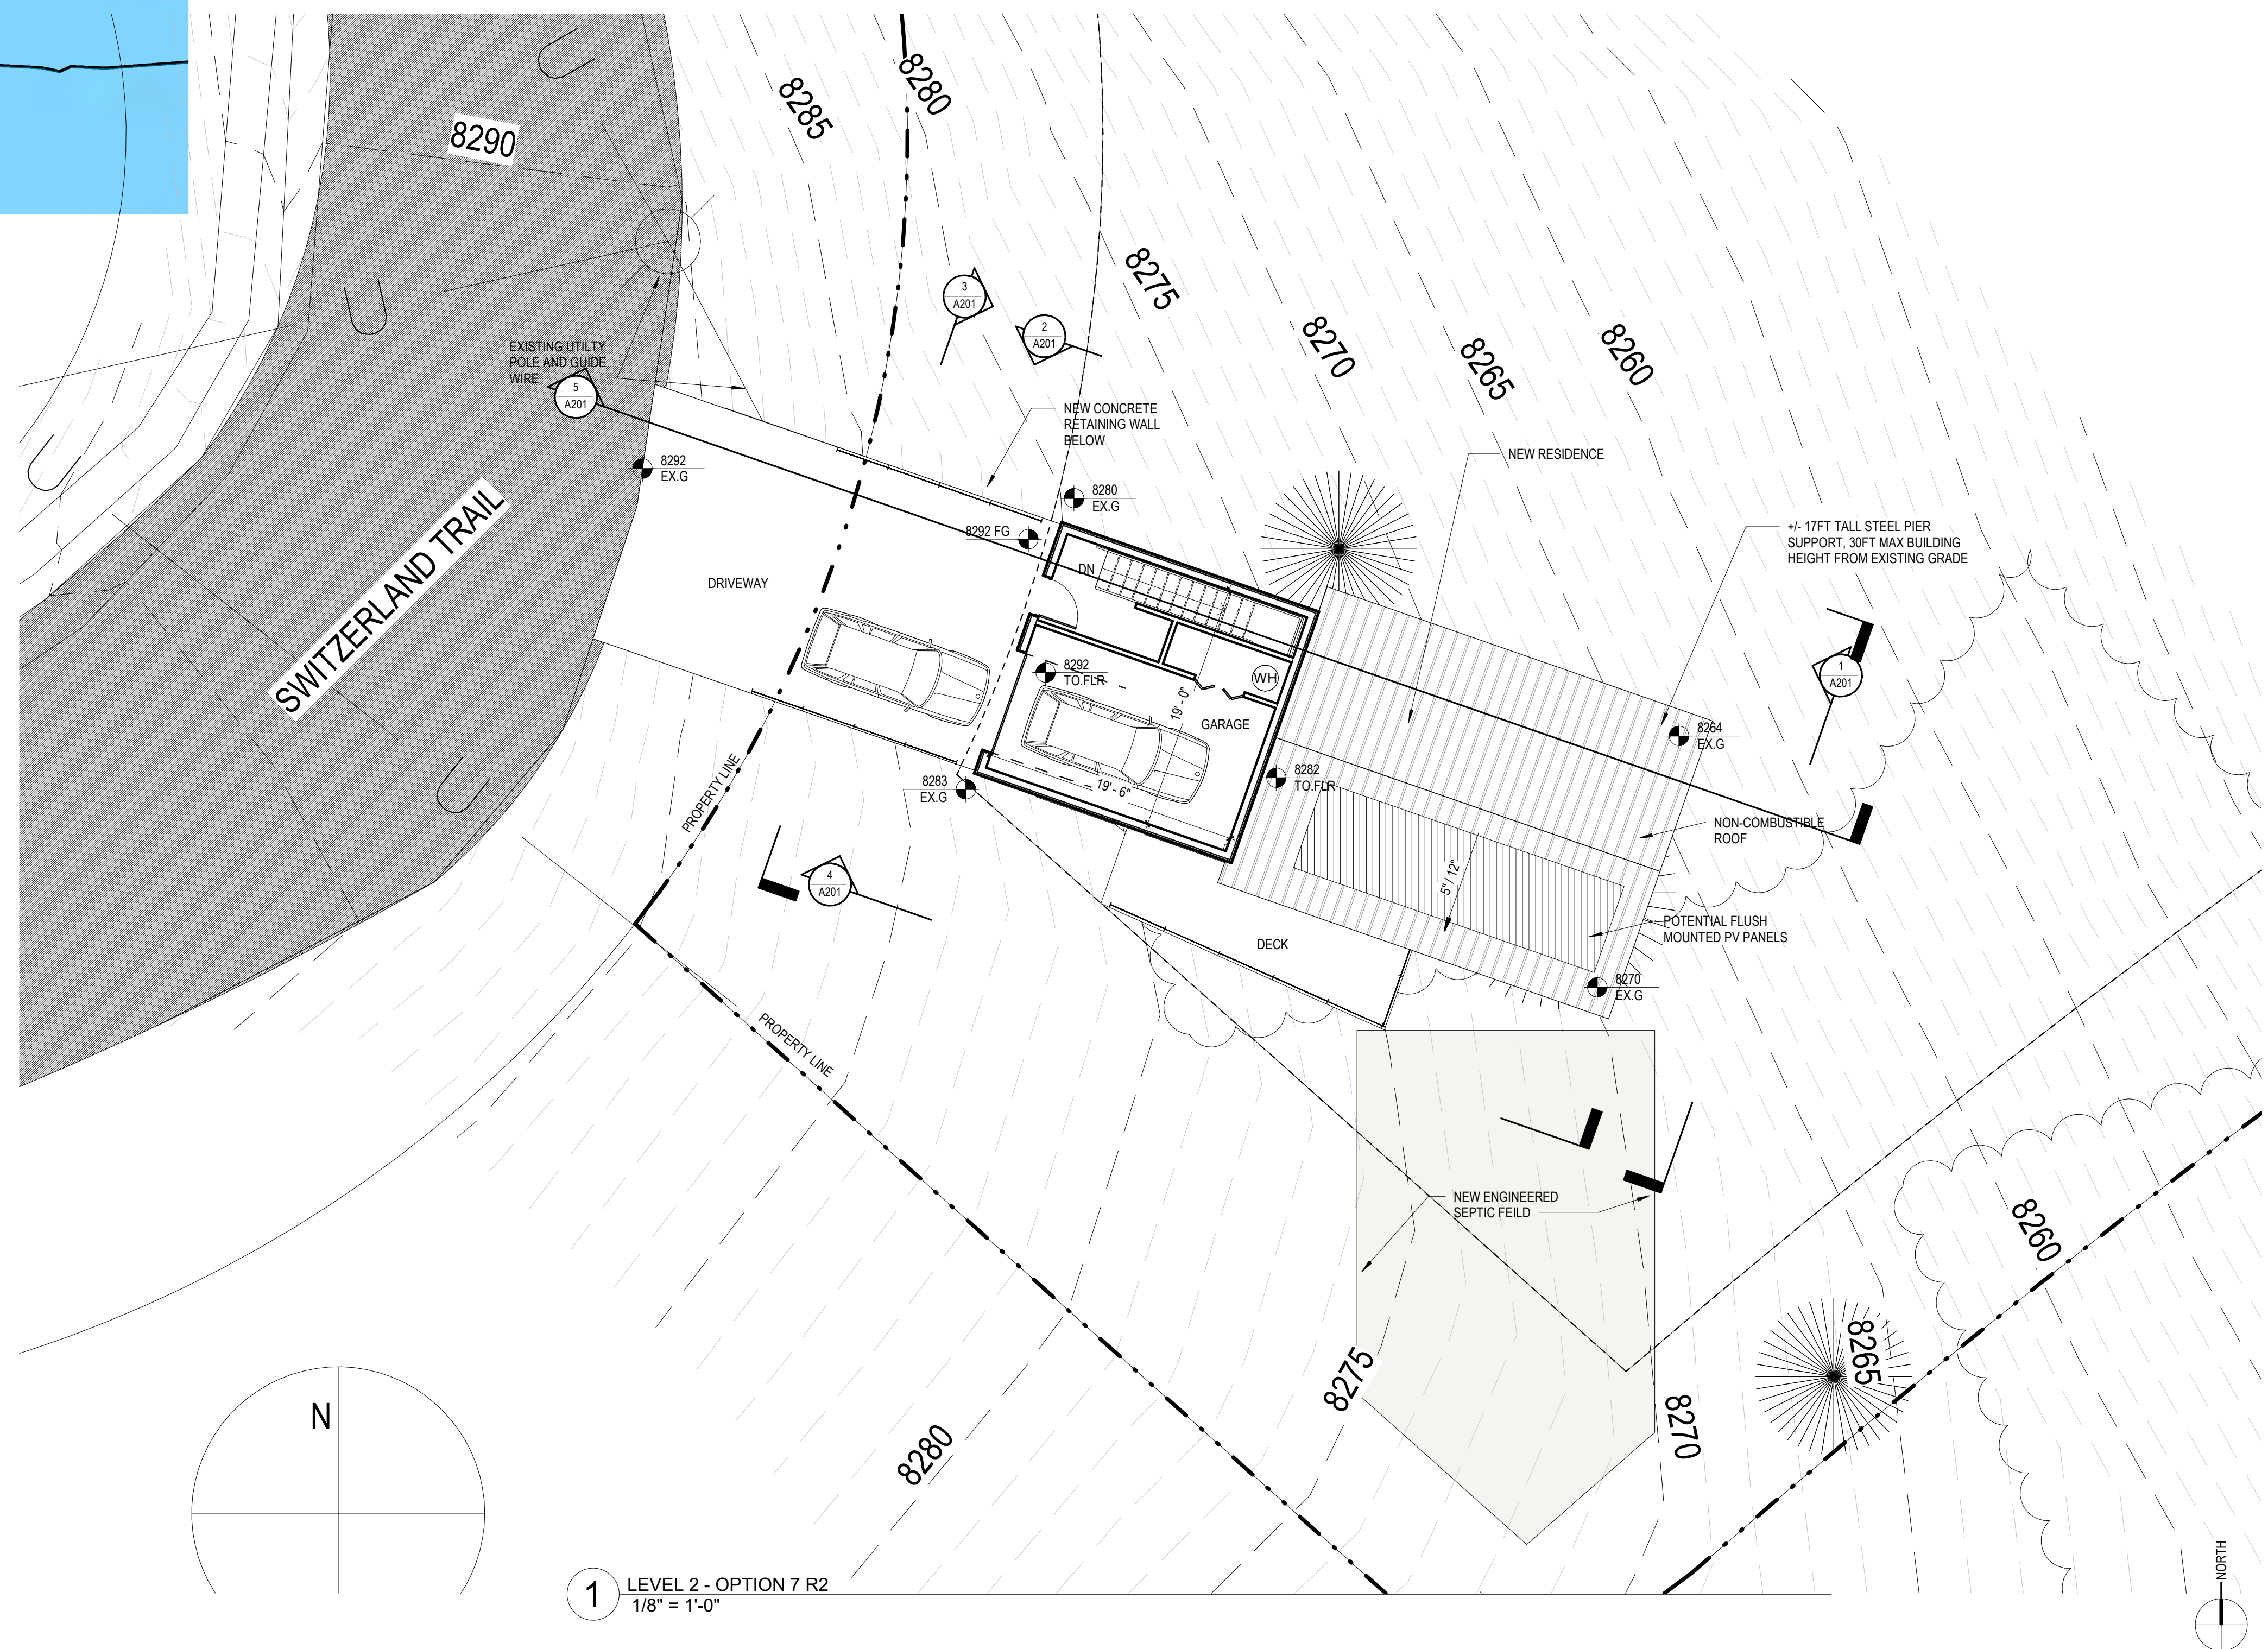 8290
8285
8280
8275
8270
8265
8260
3
A201
2
A201
EXISTING UTILTY
POLE AND GUIDE
WIRE
5
A201
NEW CONCRETE
RETAINING WALL
BELOW
NEW RESIDENCE
8292
EX.G
8280
EX.G
8292 FG
+/- 17FT TALL STEEL PIER
SUPPORT, 30FT MAX BUILDING
HEIGHT FROM EXISTING GRADE
DN
DRIVEWAY
SWITZERLAND TRAIL
8292
TO.FLR
WH
1
A201
19' - 0"
GARAGE
8264
EX.G
8282
TO.FLR
8283
EX.G
19' - 6"
PROPERTY LINE
NON-COMBUSTIBLE
ROOF
4
A201
5" / 12"
POTENTIAL FLUSH
MOUNTED PV PANELS
DECK
8270
EX.G
PROPERTY LINE
NEW ENGINEERED
SEPTIC FEILD
8260
8265
8275
8270
8280
N
1
LEVEL 2 - OPTION 7 R2
1/8" = 1'-0"
NORTH